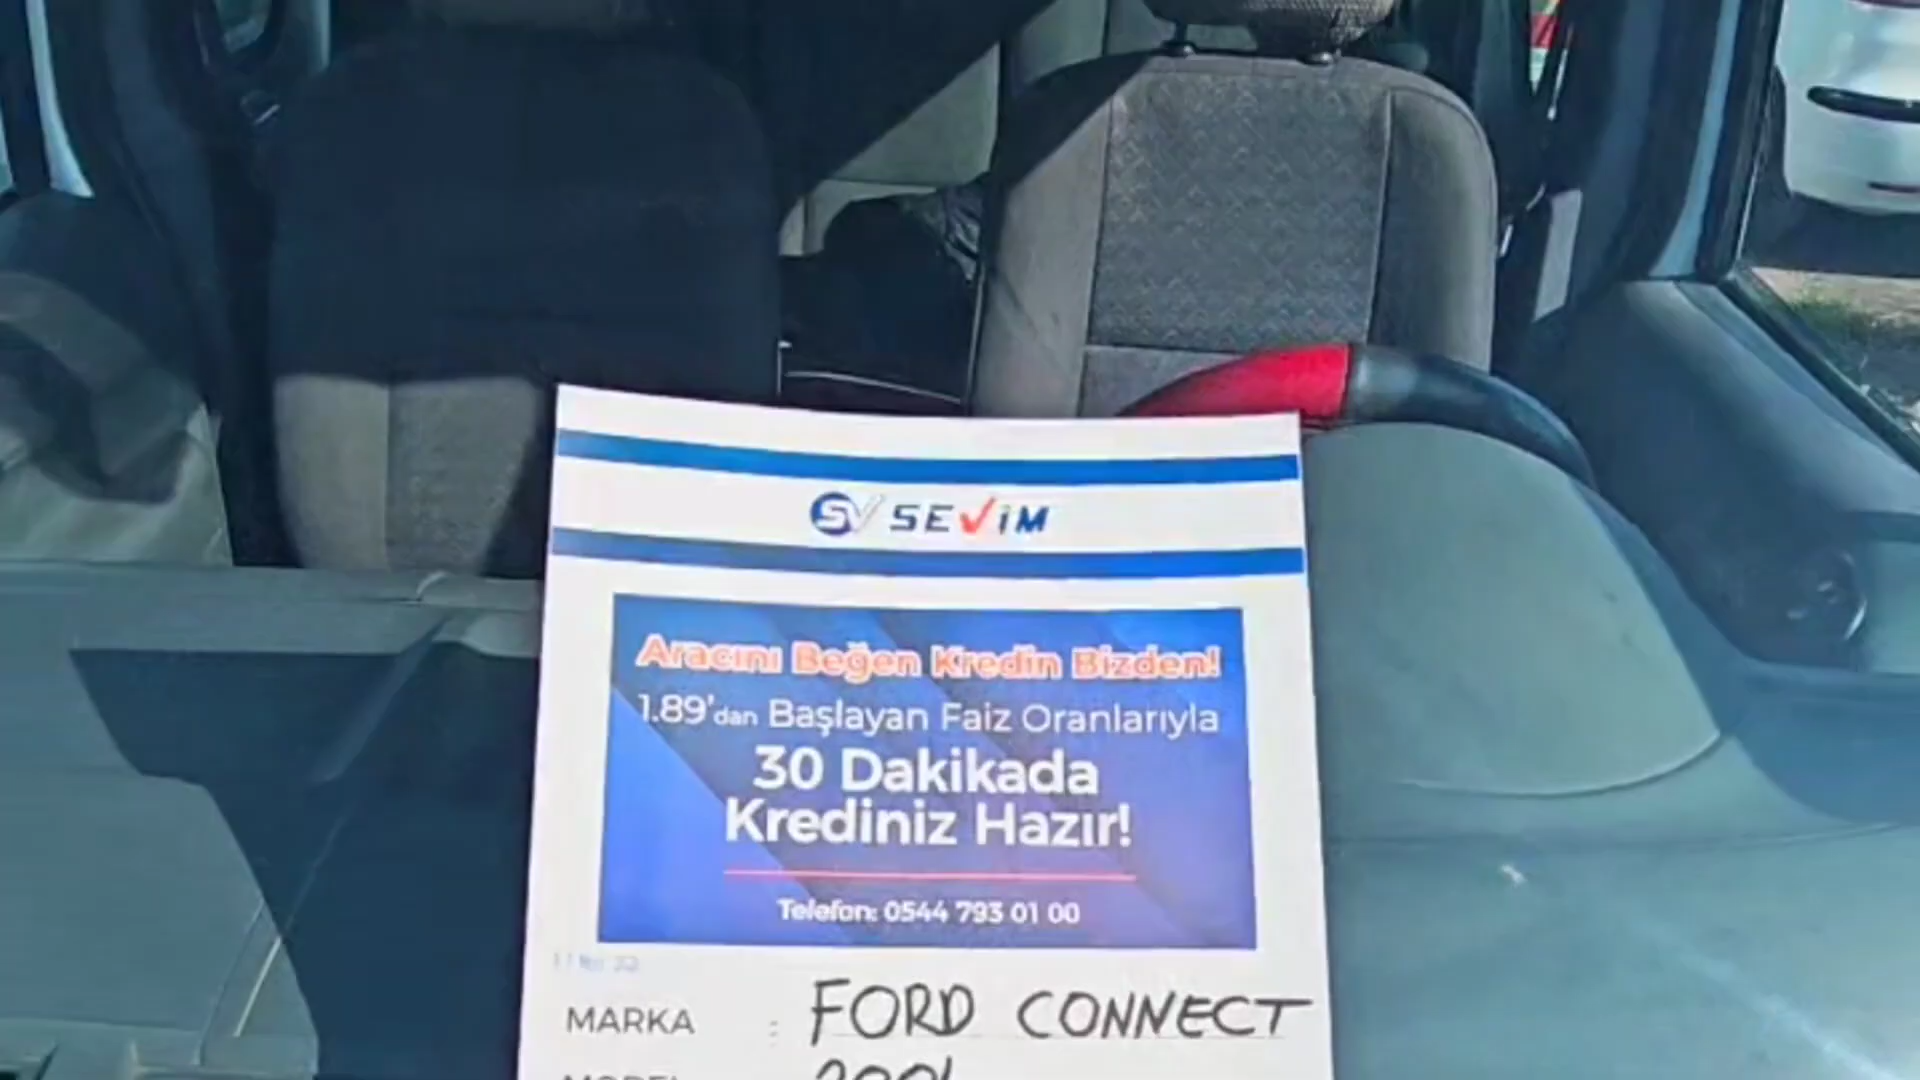 SV SEVİM
Aracını Beğen Kredin Bizden!
1.89'dan Başlayan Faiz Oranlarıyla
30 Dakikada
Krediniz Hazır!
Telefon: 0544 793 01 00
MARKA : FORD CONNECT